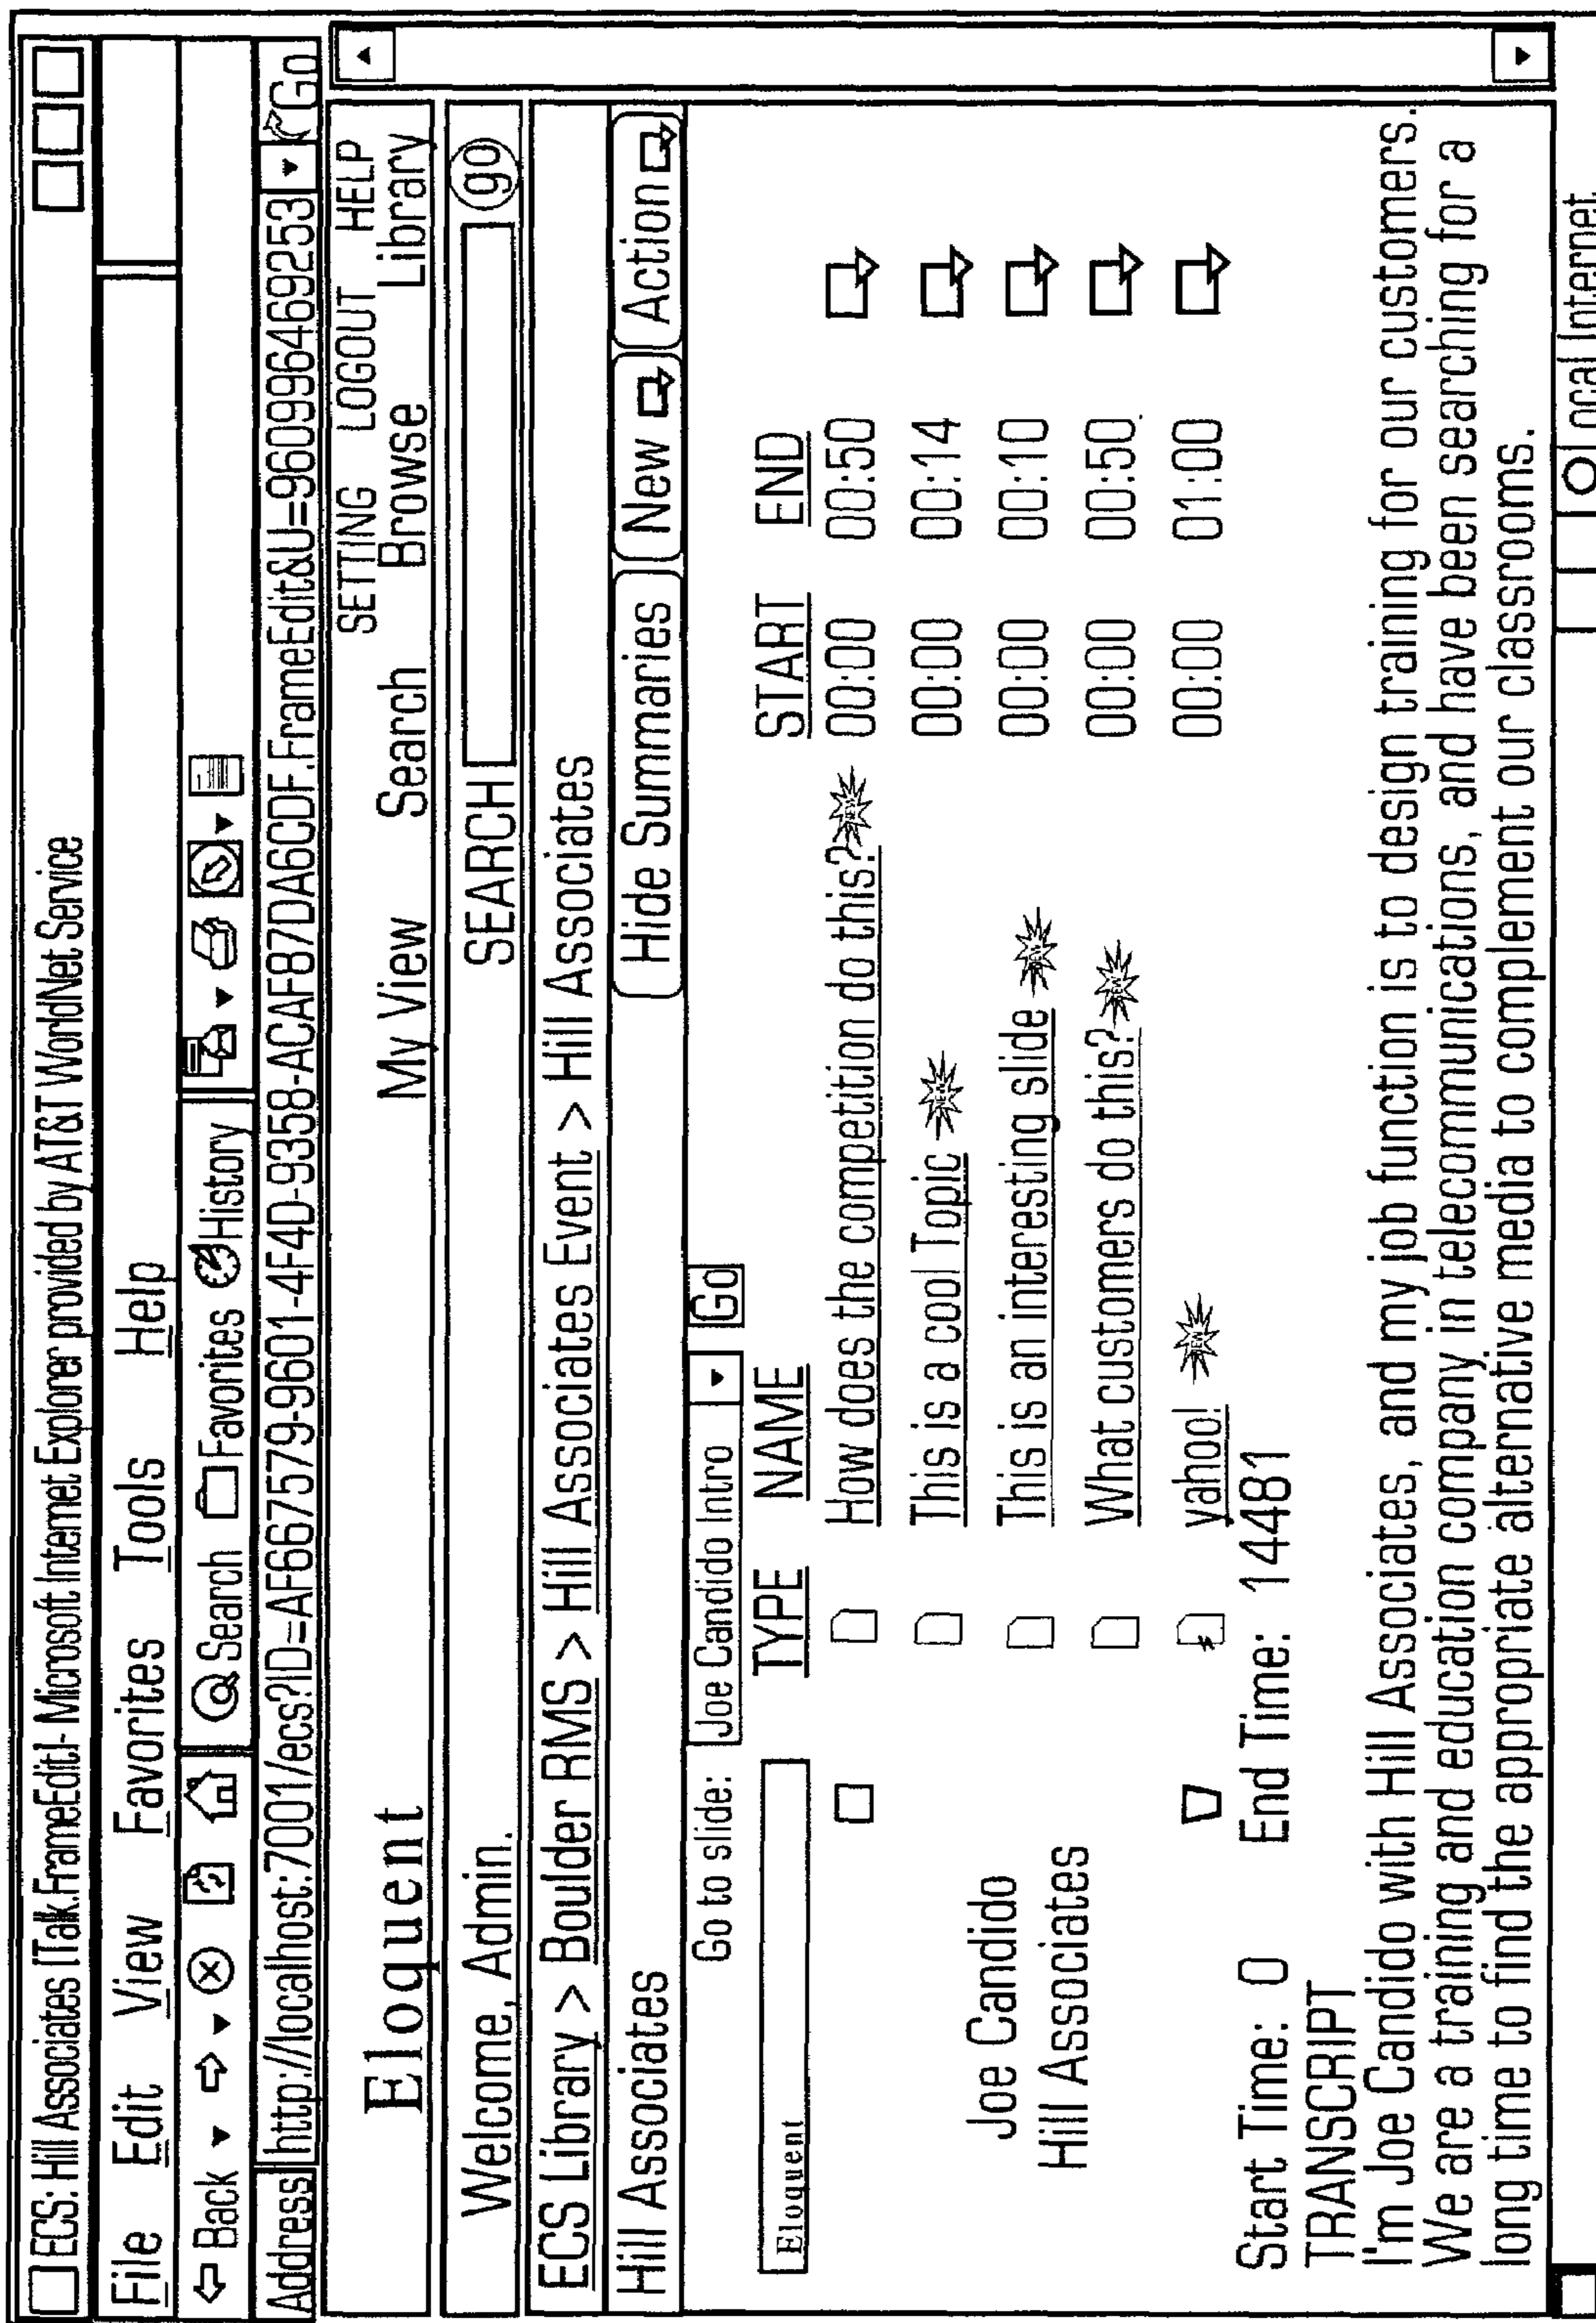 ECS: Hill Associates [Talk.FrameEdit]- Microsoft Internet Explorer provided by AT&T WorldNet Service
File Edit View Favorites Tools Help
Back Search Favorites History
Address http://localhost:7001/ecs?ID=AF667579-9601-4F4D-9358-ACAF87DA6CDF.FrameEdit&U=960996469253 Go
SETTING LOGOUT HELP
Eloquent My View Search Browse Library
Welcome, Admin. SEARCH go
ECS Library > Boulder RMS > Hill Associates Event > Hill Associates
Hill Associates Hide Summaries New Action
Go to slide: Joe Candido Intro Go
Eloquent
TYPE NAME START END
How does the competition do this? NEW 00:00 00:50
This is a cool Topic NEW 00:00 00:14
Joe Candido
This is an interesting slide NEW 00:00 00:10
Hill Associates
What customers do this? NEW 00:00 00:50
yahoo! NEW 00:00 01:00
Start Time: 0 End Time: 14481
TRANSCRIPT
I'm Joe Candido with Hill Associates, and my job function is to design training for our customers.
We are a training and education company in telecommunications, and have been searching for a
long time to find the appropriate alternative media to complement our classrooms.
Local Internet